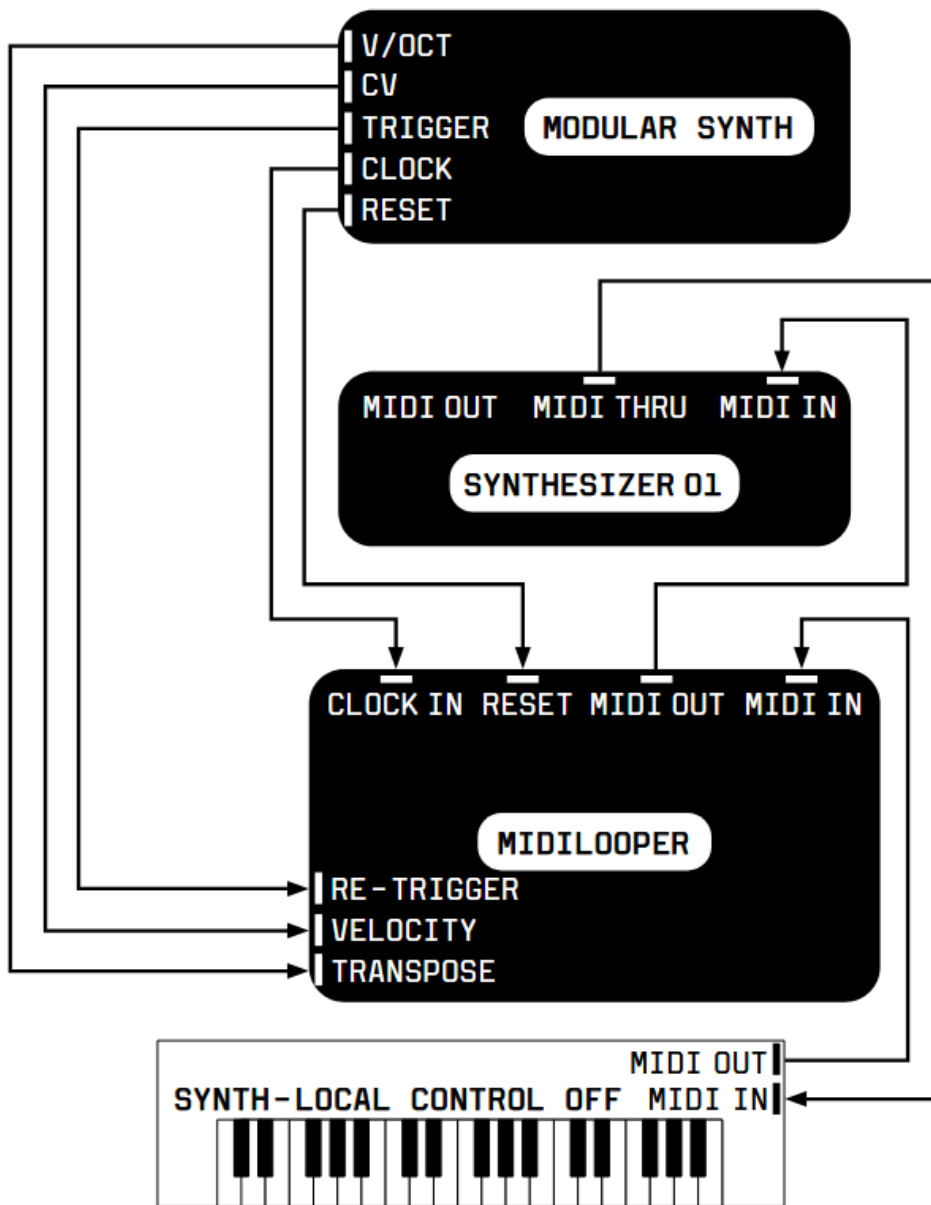 V/OCT
CV
TRIGGER
CLOCK
RESET
MODULAR SYNTH
MIDI OUT MIDI THRU MIDI IN
SYNTHESIZER 01
CLOCK IN RESET MIDI OUT MIDI IN
MIDILOOPER
RE-TRIGGER
VELOCITY
TRANSPOSE
MIDI OUT
SYNTH-LOCAL CONTROL OFF MIDI IN